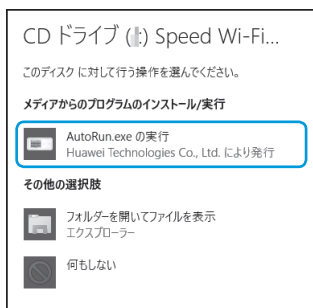 CD ドライブ (:) Speed Wi-Fi...
このディスク に対して行う操作を選んでください。
メディアからのプログラムのインストール/実行
AutoRun.exe の実行
Huawei Technologies Co., Ltd. により発行
その他の選択肢
フォルダーを開いてファイルを表示
エクスプローラー
何もしない